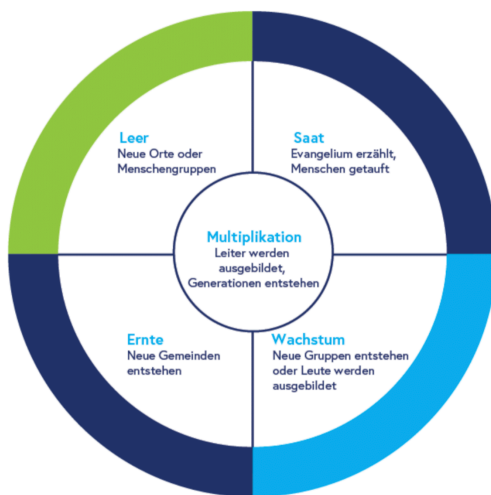 Leer
Neue Orte oder
Menschengruppen
Saat
Evangelium erzählt,
Menschen getauft
Multiplikation
Leiter werden
ausgebildet,
Generationen entstehen
Ernte
Neue Gemeinden
entstehen
Wachstum
Neue Gruppen entstehen
oder Leute werden
ausgebildet